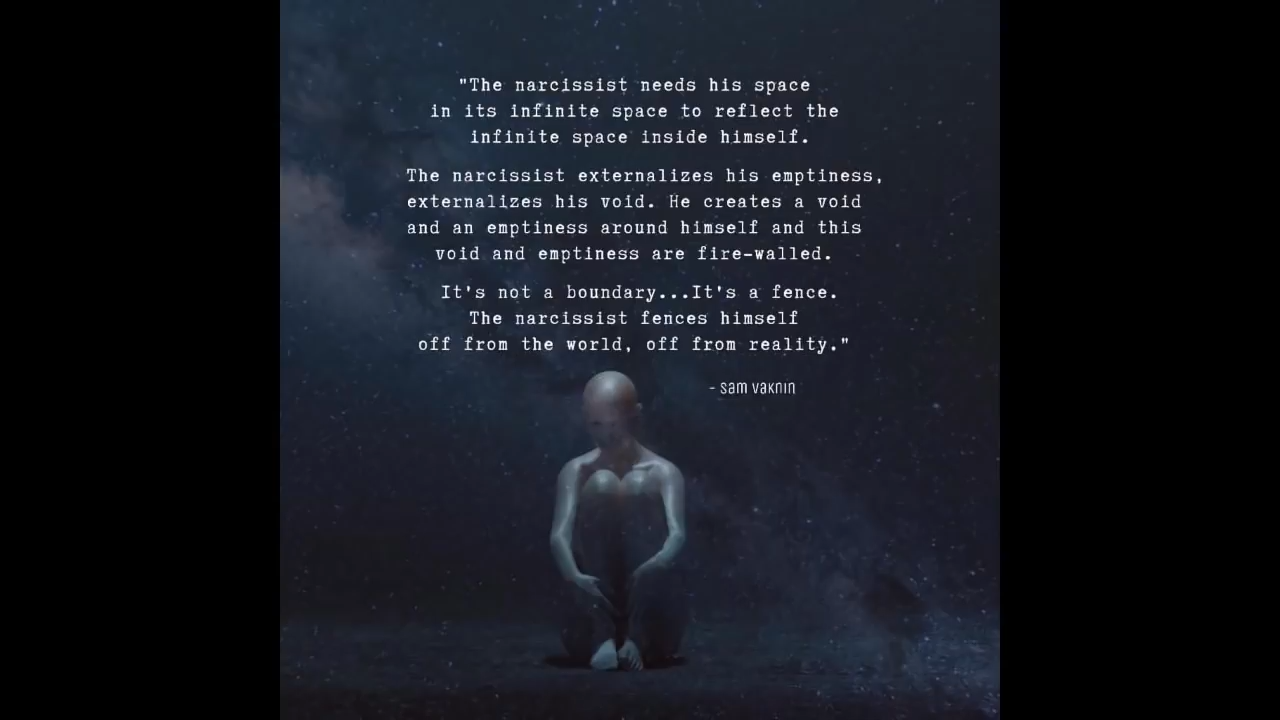 "The narcissist needs his space
in its infinite space to reflect the
infinite space inside himself.
The narcissist externalizes his emptiness,
externalizes his void. He creates a void
and an emptiness around himself and this
void and emptiness are fire-walled.
It's not a boundary...It's a fence.
The narcissist fences himself
off from the world, off from reality."
- sam vaknin